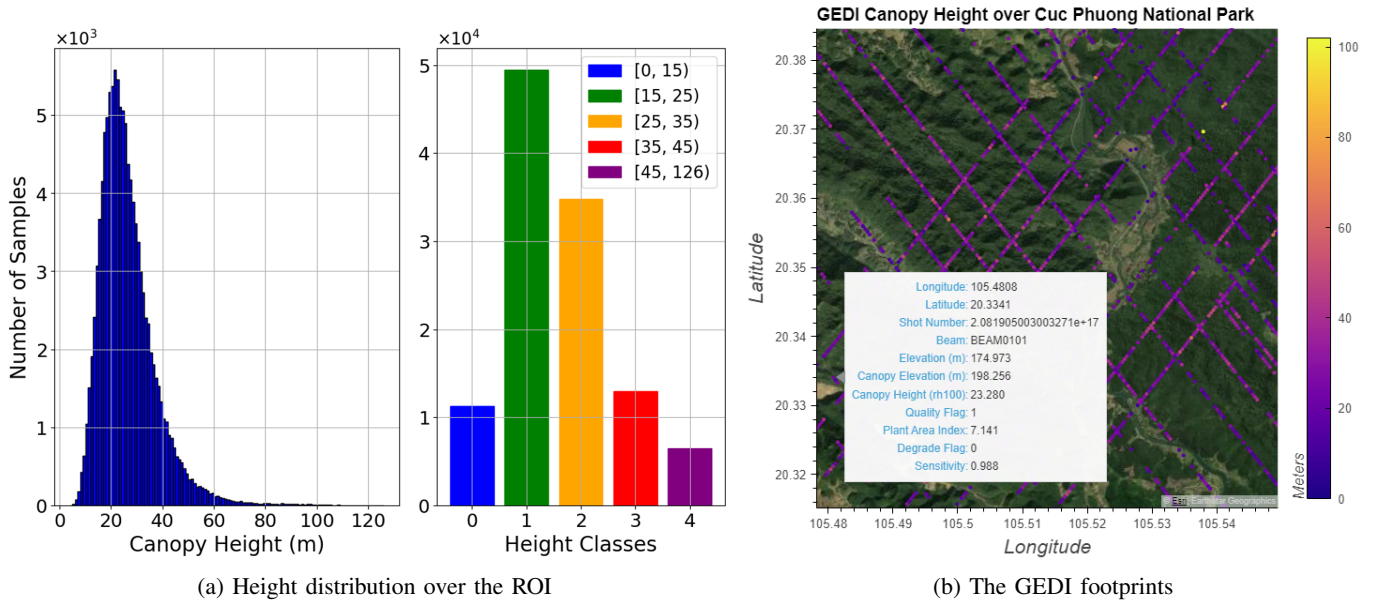 ×10³
5
4
3
2
1
0
Number of Samples
0 20 40 60 80 100 120
Canopy Height (m)
×10⁴
5
4
3
2
1
0
[0, 15)
[15, 25)
[25, 35)
[35, 45)
[45, 126)
0 1 2 3 4
Height Classes
(a) Height distribution over the ROI
GEDI Canopy Height over Cuc Phuong National Park
20.38
20.37
20.36
20.35
20.34
20.33
20.32
Latitude
Longitude: 105.4808
Latitude: 20.3341
Shot Number: 2.081905003003271e+17
Beam: BEAM0101
Elevation (m): 174.973
Canopy Elevation (m): 198.256
Canopy Height (rh100): 23.280
Quality Flag: 1
Plant Area Index: 7.141
Degrade Flag: 0
Sensitivity: 0.988
© Esri, Earthstar Geographics
105.48 105.49 105.5 105.51 105.52 105.53 105.54
Longitude
100
80
60
40
20
0
Meters
(b) The GEDI footprints